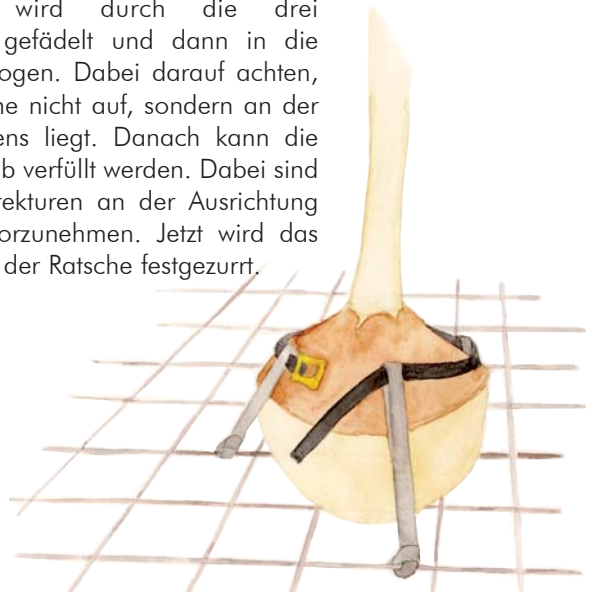 wird durch die drei
gefädelt und dann in die
ogen. Dabei darauf achten,
ne nicht auf, sondern an der
ens liegt. Danach kann die
b verfüllt werden. Dabei sind
rekturen an der Ausrichtung
orzunehmen. Jetzt wird das
der Ratsche festgezurrt.